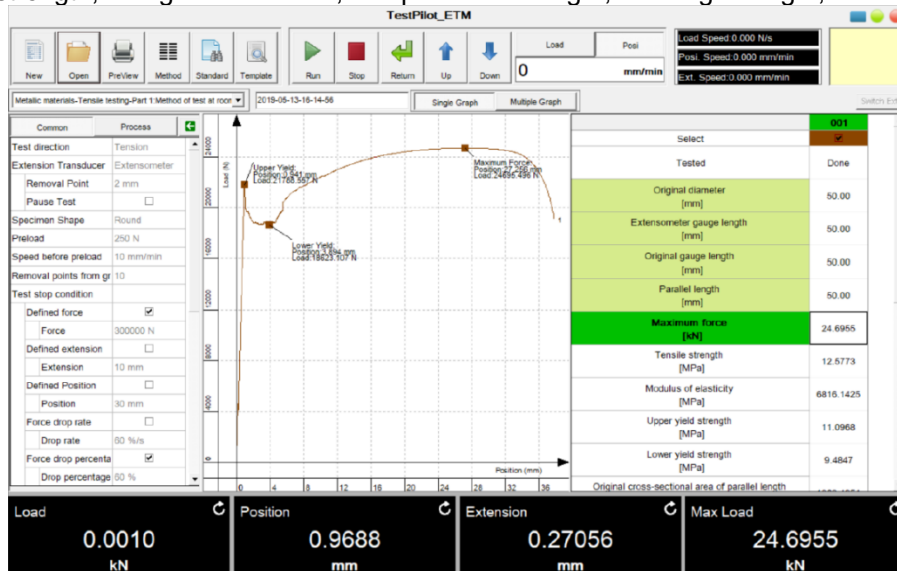 TestPilot_ETM
New Open PreView Method Standard Template Run Stop Return Up Down
Load Posi
0 mm/min
Load Speed:0.000 N/s
Posi. Speed:0.000 mm/min
Ext. Speed:0.000 mm/min
Metallic materials-Tensile testing-Part 1:Method of test at roor
2019-05-13-16-14-56
Single Graph Multiple Graph
Common Process
Test direction Tension
Extension Transducer Extensometer
Removal Point 2 mm
Pause Test
Specimen Shape Round
Preload 250 N
Speed before preload 10 mm/min
Removal points from gr 10
Test stop condition
Defined force
Force 300000 N
Defined extension
Extension 10 mm
Defined Position
Position 30 mm
Force drop rate
Drop rate 60 %/s
Force drop percenta
Drop percentage 60 %
Load (N)
24000
20000
16000
12000
8000
4000
0
Upper Yield:
Position:0.941 mm
Load:21788.557 N
Lower Yield:
Position:3.894 mm
Load:18623.107 N
Maximum Force:
Position:27.256 mm
Load:24695.496 N
1
Position (mm)
0 4 8 12 16 20 24 28 32 36
001
Select
Tested Done
Original diameter
[mm]
50.00
Extensometer gauge length
[mm]
50.00
Original gauge length
[mm]
50.00
Parallel length
[mm]
50.00
Maximum force
[kN]
24.6955
Tensile strength
[MPa]
12.5773
Modulus of elasticity
[MPa]
6816.1425
Upper yield strength
[MPa]
11.0968
Lower yield strength
[MPa]
9.4847
Original cross-sectional area of parallel length
Load Position Extension Max Load
0.0010 0.9688 0.27056 24.6955
kN mm mm kN